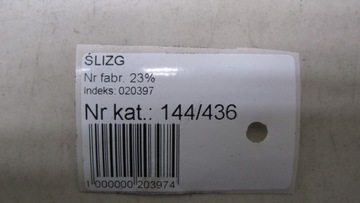 ŚLIZG
Nr fabr. 23%
Indeks: 020397
Nr kat.: 144/436
1 000000 203974